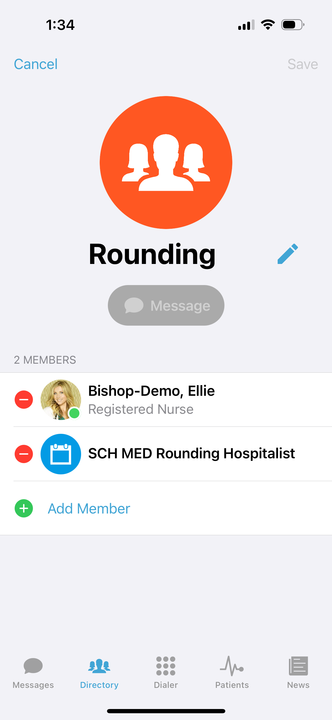 1:34
Cancel
Save
Rounding
Message
2 MEMBERS
Bishop-Demo, Ellie
Registered Nurse
SCH MED Rounding Hospitalist
Add Member
Messages
Directory
Dialer
Patients
News